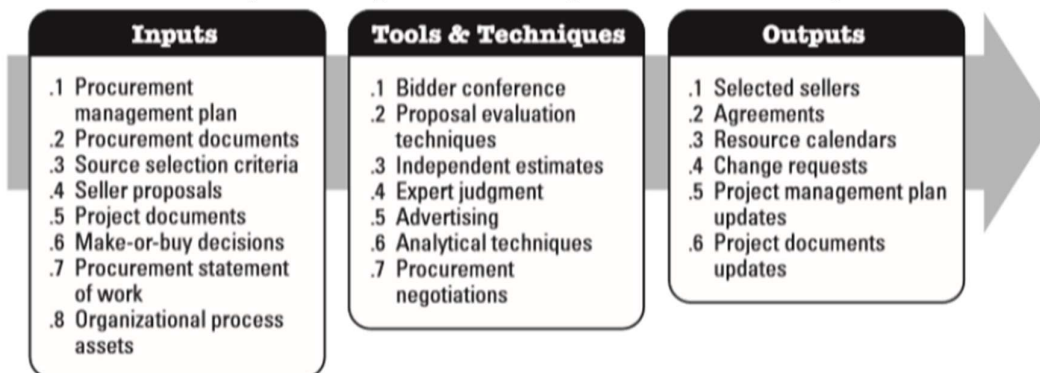 Inputs
.1 Procurement
management plan
.2 Procurement documents
.3 Source selection criteria
.4 Seller proposals
.5 Project documents
.6 Make-or-buy decisions
.7 Procurement statement
of work
.8 Organizational process
assets
Tools & Techniques
.1 Bidder conference
.2 Proposal evaluation
techniques
.3 Independent estimates
.4 Expert judgment
.5 Advertising
.6 Analytical techniques
.7 Procurement
negotiations
Outputs
.1 Selected sellers
.2 Agreements
.3 Resource calendars
.4 Change requests
.5 Project management plan
updates
.6 Project documents
updates